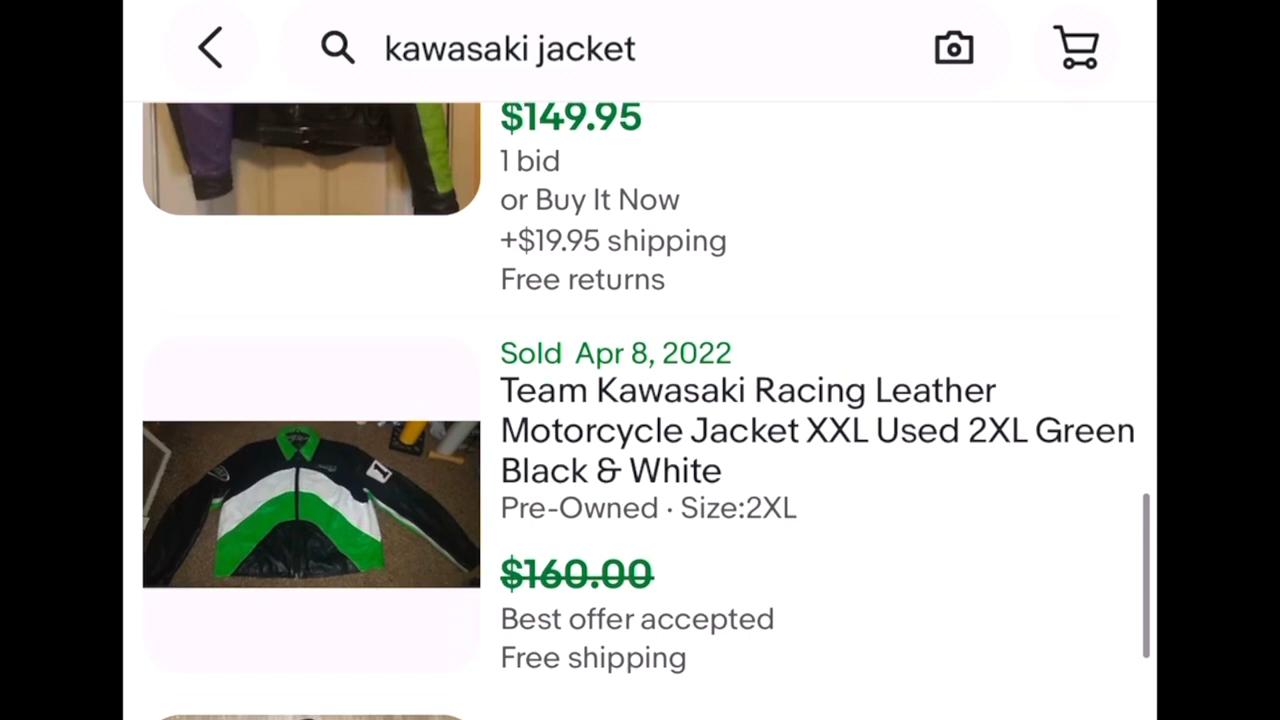 kawasaki jacket
$149.95
1 bid
or Buy It Now
+$19.95 shipping
Free returns
Sold Apr 8, 2022
Team Kawasaki Racing Leather
Motorcycle Jacket XXL Used 2XL Green
Black & White
Pre-Owned · Size:2XL
$160.00
Best offer accepted
Free shipping
1